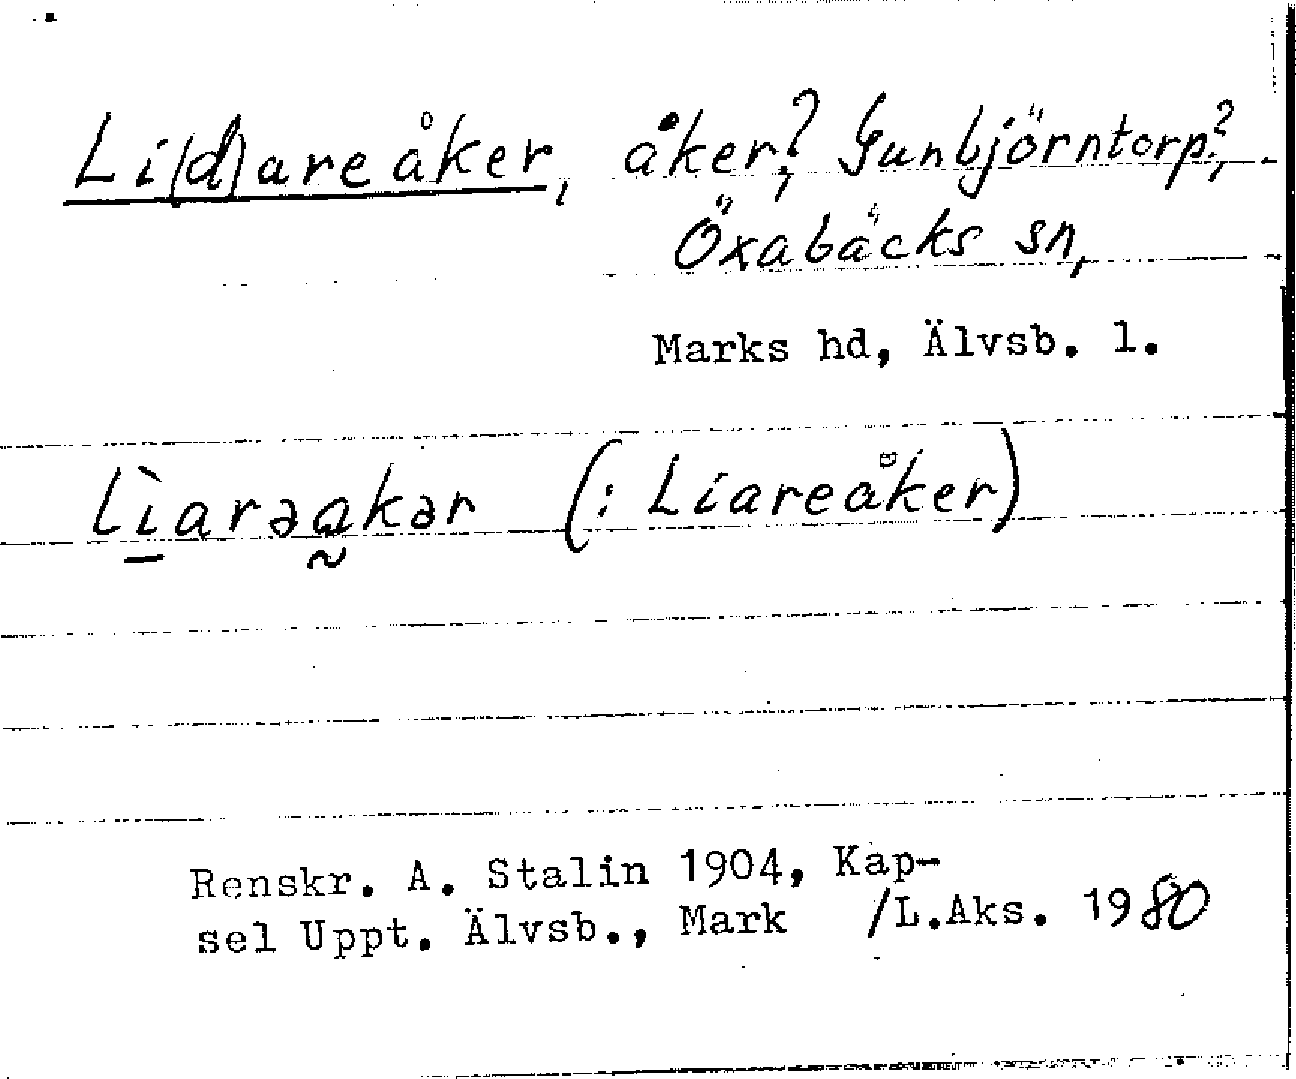 Li(d)areåker, åker?, Gunbjörntorp?,
Öxabäcks sn,
Marks hd, Älvsb. l.
Lìarəakər (: Liareåker)
Renskr. A. Stalin 1904, Kap-
sel Uppt. Älvsb., Mark /L.Aks. 1980